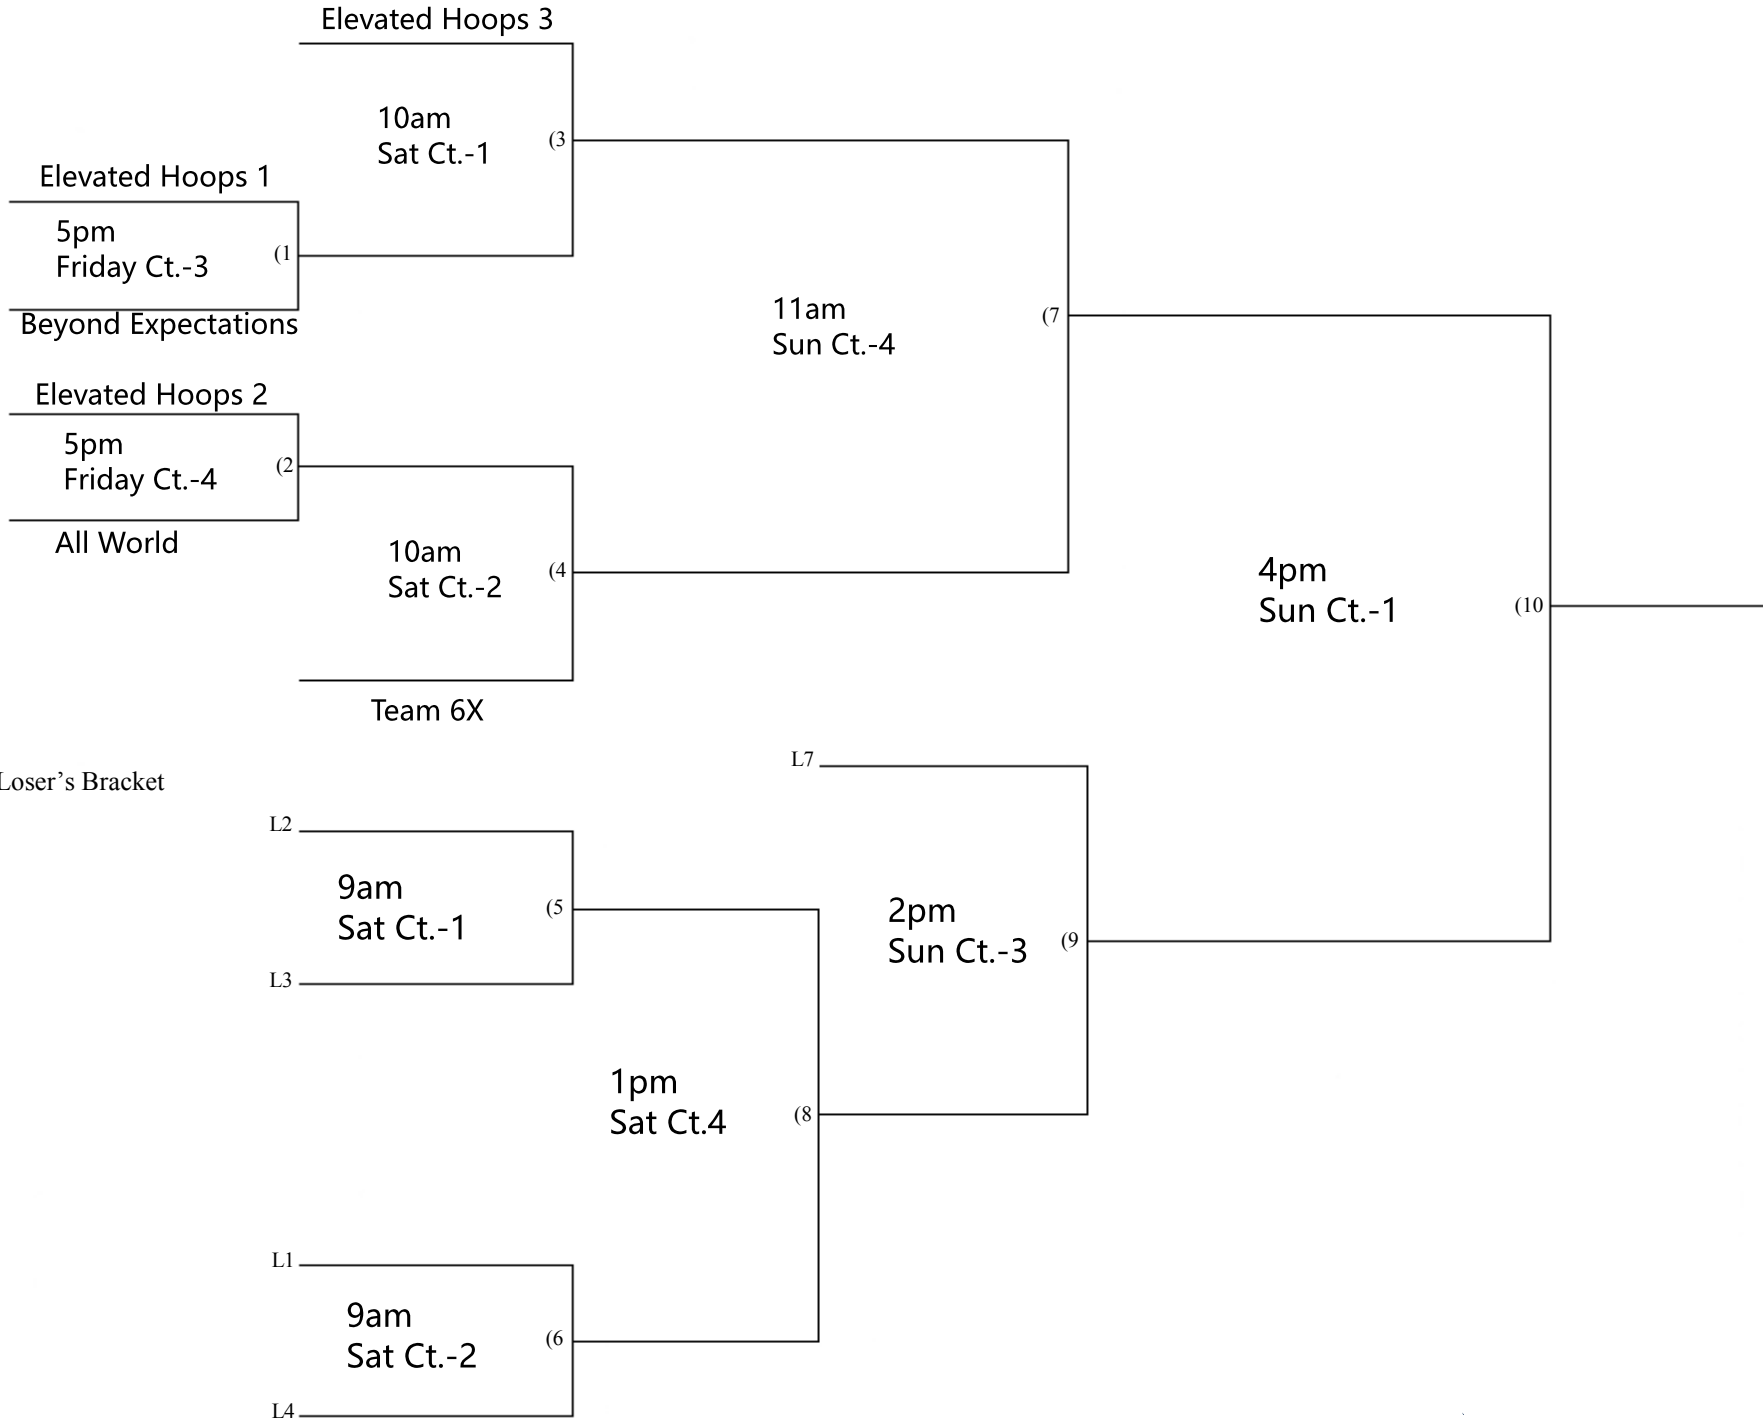 Elevated Hoops 3
10am
Sat Ct.-1
(3
Elevated Hoops 1
5pm
Friday Ct.-3
(1
Beyond Expectations
11am
Sun Ct.-4
(7
Elevated Hoops 2
5pm
Friday Ct.-4
(2
All World
10am
Sat Ct.-2
(4
4pm
Sun Ct.-1
(10
Team 6X
Loser’s Bracket
L7
L2
9am
Sat Ct.-1
(5
L3
2pm
Sun Ct.-3
(9
1pm
Sat Ct.4
(8
L1
9am
Sat Ct.-2
(6
L4